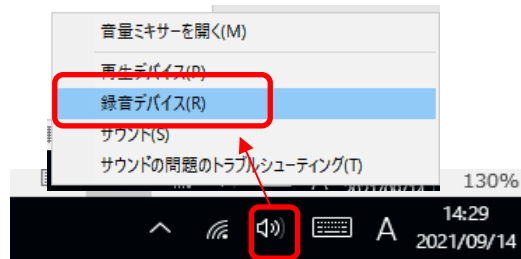 音量ミキサーを開く(M)
再生デバイス(P)
録音デバイス(R)
サウンド(S)
サウンドの問題のトラブルシューティング(T)
130%
A
14:29
2021/09/14